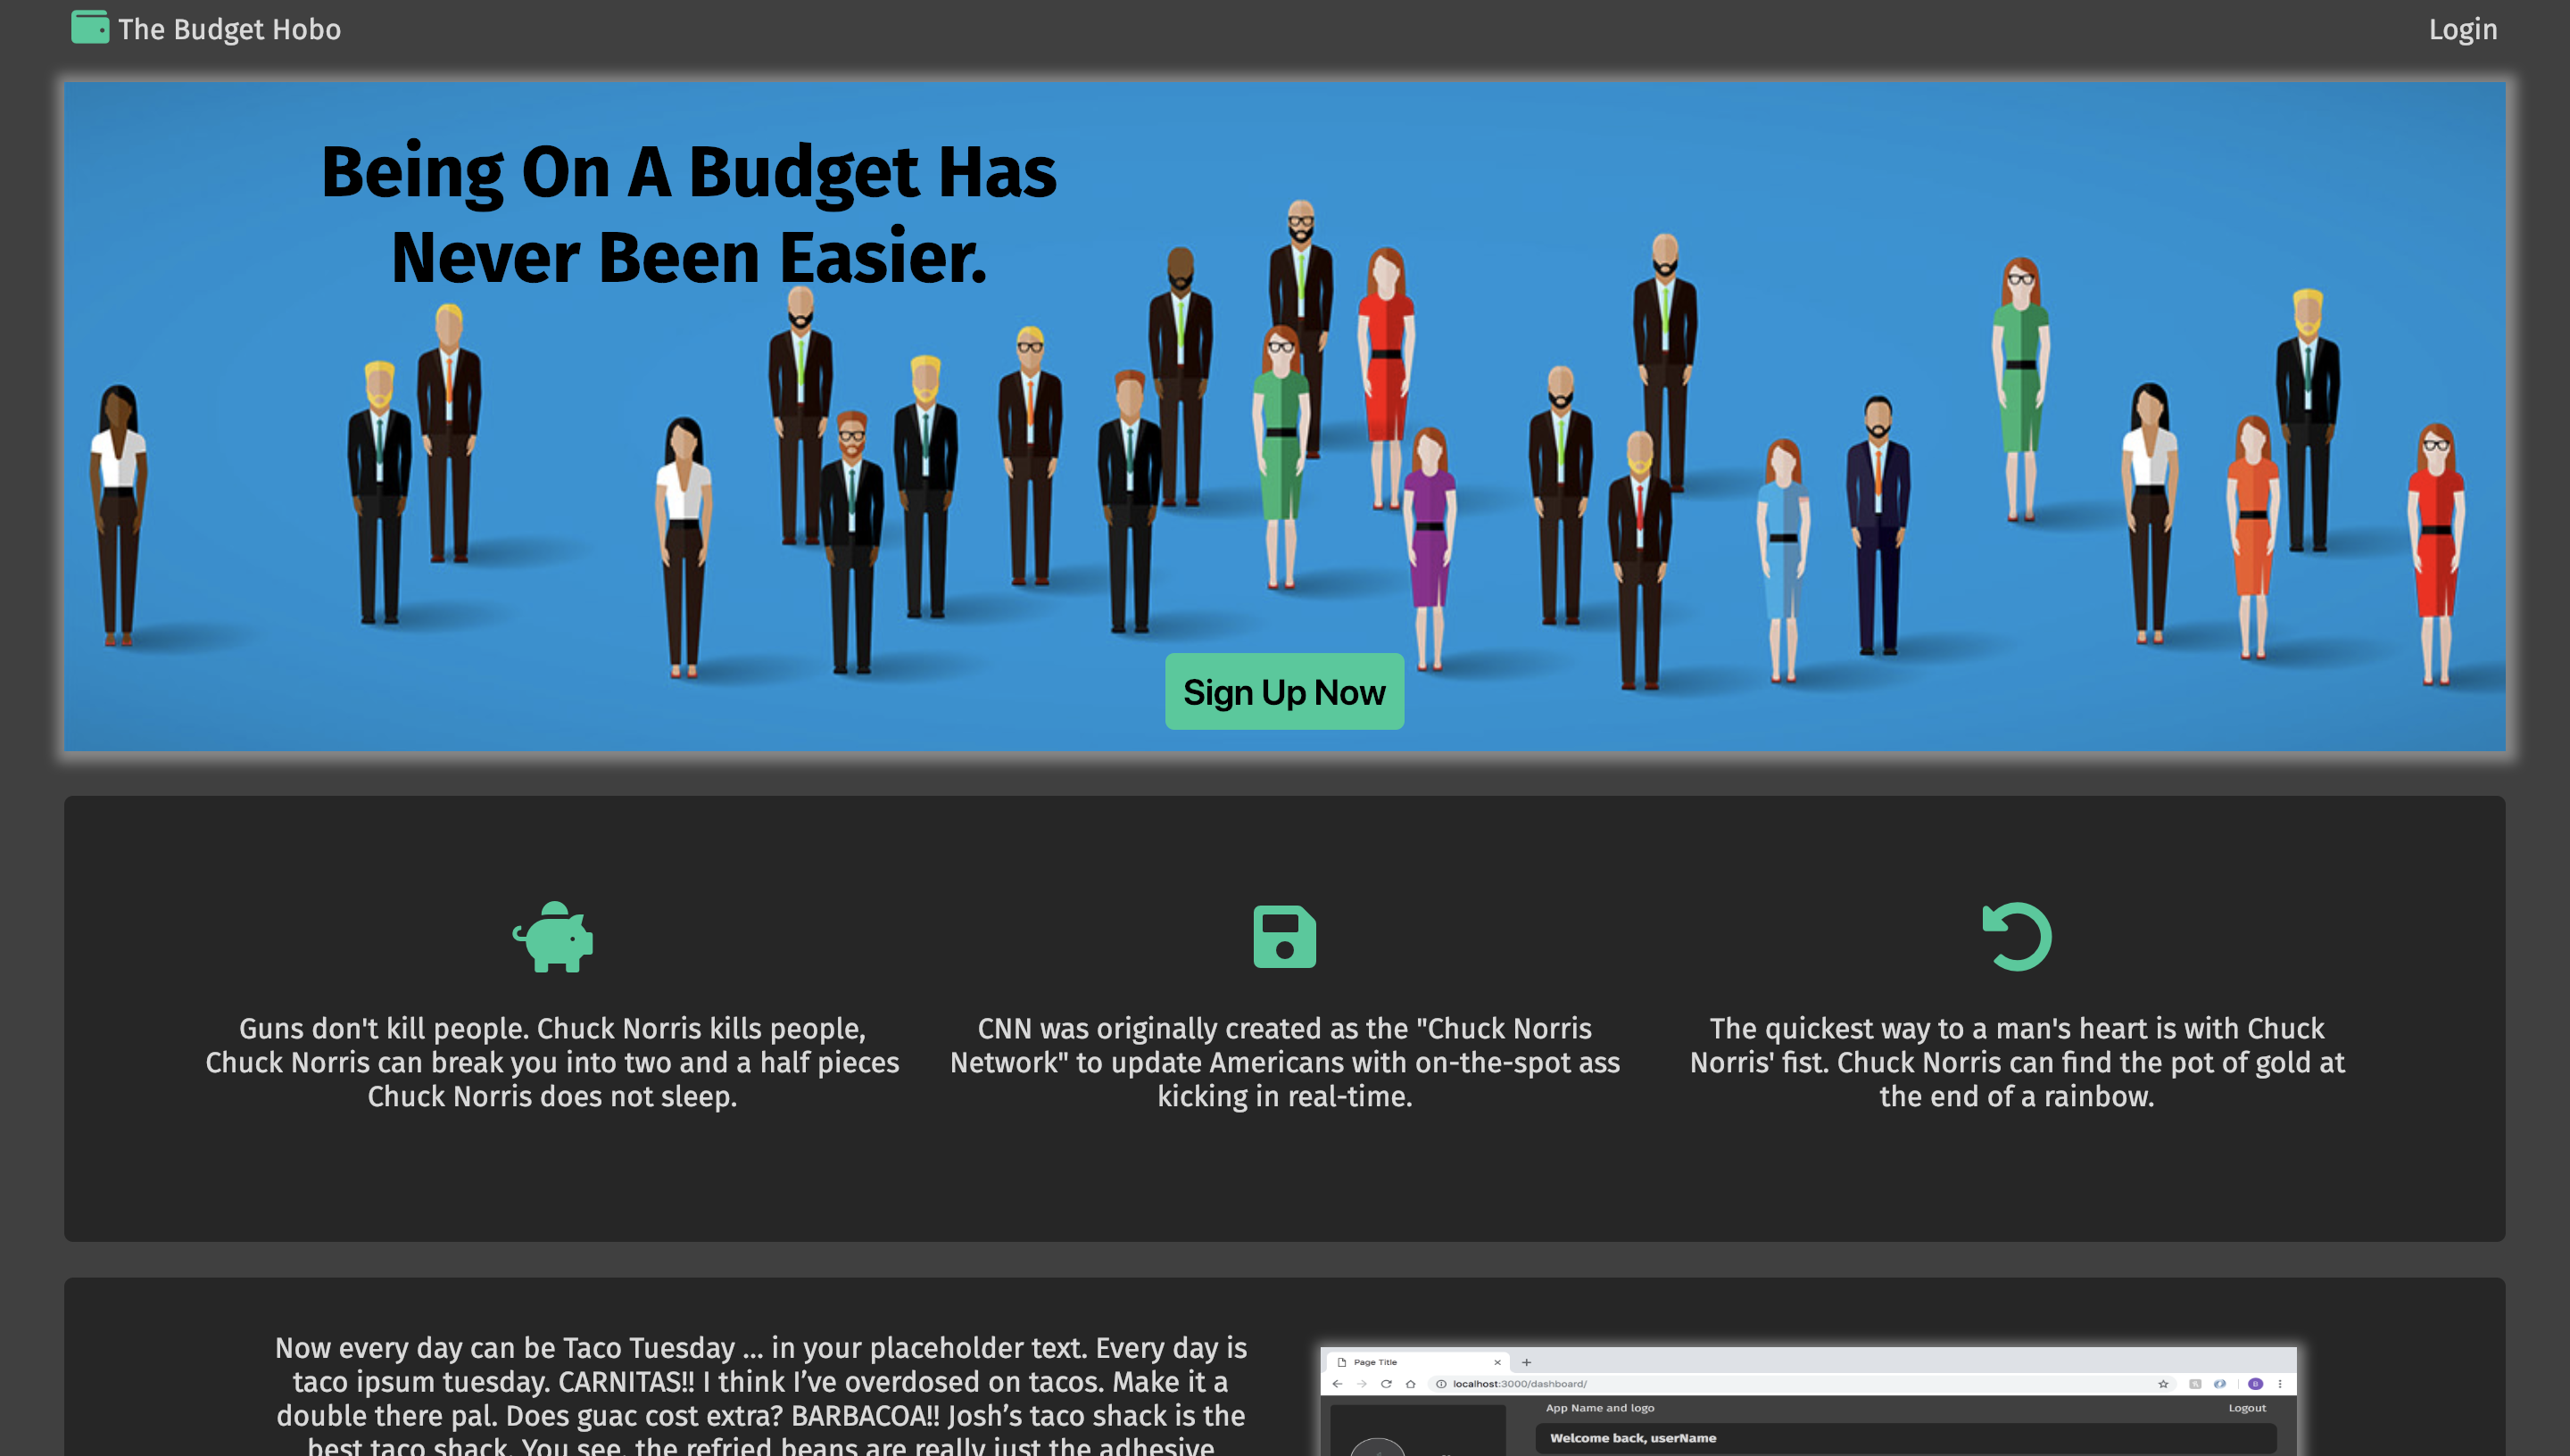 The Budget Hobo
Login
Being On A Budget Has
Never Been Easier.
Sign Up Now
Guns don't kill people. Chuck Norris kills people,
Chuck Norris can break you into two and a half pieces
Chuck Norris does not sleep.
CNN was originally created as the "Chuck Norris
Network" to update Americans with on-the-spot ass
kicking in real-time.
The quickest way to a man's heart is with Chuck
Norris' fist. Chuck Norris can find the pot of gold at
the end of a rainbow.
Now every day can be Taco Tuesday ... in your placeholder text. Every day is
taco ipsum tuesday. CARNITAS!! I think I’ve overdosed on tacos. Make it a
double there pal. Does guac cost extra? BARBACOA!! Josh’s taco shack is the
best taco shack. You see, the refried beans are really just the adhesive
Page Title
localhost:3000/dashboard/
App Name and logo
Logout
Welcome back, userName